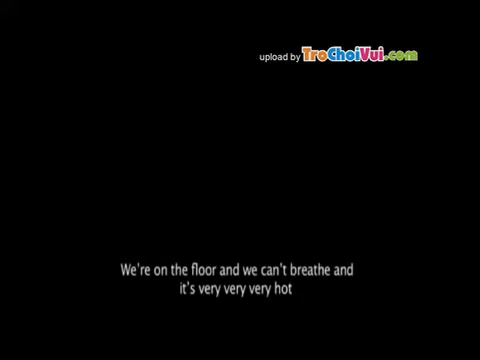 upload by TroChoiVui.com
We're on the floor and we can't breathe and
it's very very very hot